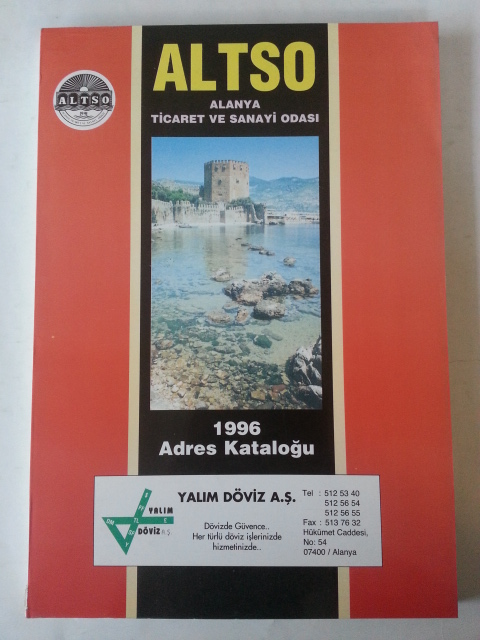 ALTSO
ALANYA
TİCARET VE SANAYİ ODASI
ALTSO
1996
Adres Kataloğu
YALIM
DÖVİZ A.Ş.
YALIM DÖVİZ A.Ş.
Dövizde Güvence..
Her türlü döviz işlerinizde
hizmetinizde..
Tel : 512 53 40
512 56 54
512 56 55
Fax : 513 76 32
Hükümet Caddesi,
No: 54
07400 / Alanya